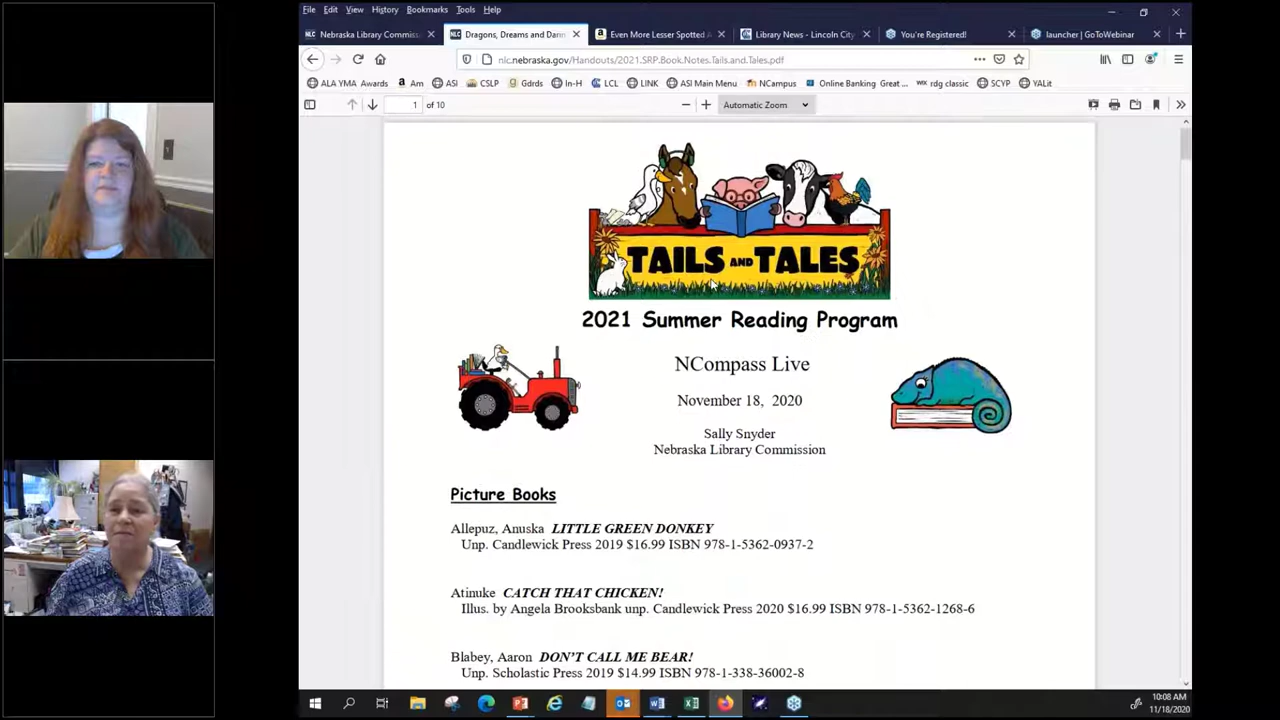 File Edit View History Bookmarks Tools Help
Nebraska Library Commiss
Dragons, Dreams and Darin
Even More Lesser Spotted A
Library News - Lincoln City
You're Registered!
launcher | GoToWebinar
nlc.nebraska.gov/Handouts/2021.SRP.Book.Notes.Tails.and.Tales.pdf
ALA YMA Awards Am ASI CSLP Gdrds In-H LCL LINK ASI Main Menu NCampus Online Banking Great ... rdg classic SCYP YALit
1 of 10 Automatic Zoom
TAILS AND TALES
2021 Summer Reading Program
NCompass Live
November 18, 2020
Sally Snyder
Nebraska Library Commission
Picture Books
Allepuz, Anuska LITTLE GREEN DONKEY
Unp. Candlewick Press 2019 $16.99 ISBN 978-1-5362-0937-2
Atinuke CATCH THAT CHICKEN!
Illus. by Angela Brooksbank unp. Candlewick Press 2020 $16.99 ISBN 978-1-5362-1268-6
Blabey, Aaron DON'T CALL ME BEAR!
Unp. Scholastic Press 2019 $14.99 ISBN 978-1-338-36002-8
10:08 AM
11/18/2020